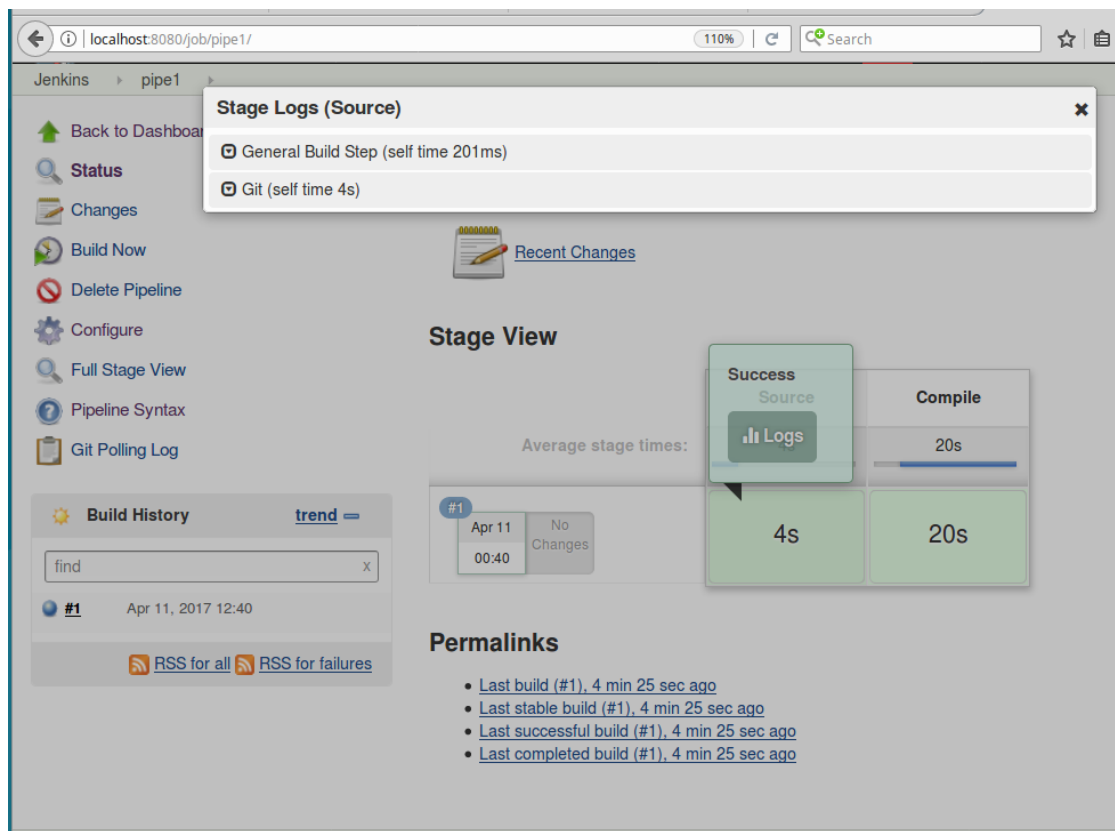 localhost:8080/job/pipe1/
110%
Search
Jenkins pipe1
Stage Logs (Source)
General Build Step (self time 201ms)
Git (self time 4s)
Back to Dashboar
Status
Changes
Build Now
Delete Pipeline
Configure
Full Stage View
Pipeline Syntax
Git Polling Log
Build History trend
find x
#1 Apr 11, 2017 12:40
RSS for all RSS for failures
Recent Changes
Stage View
Success
Source
Compile
Logs
Average stage times:
20s
#1
Apr 11
00:40
No
Changes
4s
20s
Permalinks
Last build (#1), 4 min 25 sec ago
Last stable build (#1), 4 min 25 sec ago
Last successful build (#1), 4 min 25 sec ago
Last completed build (#1), 4 min 25 sec ago